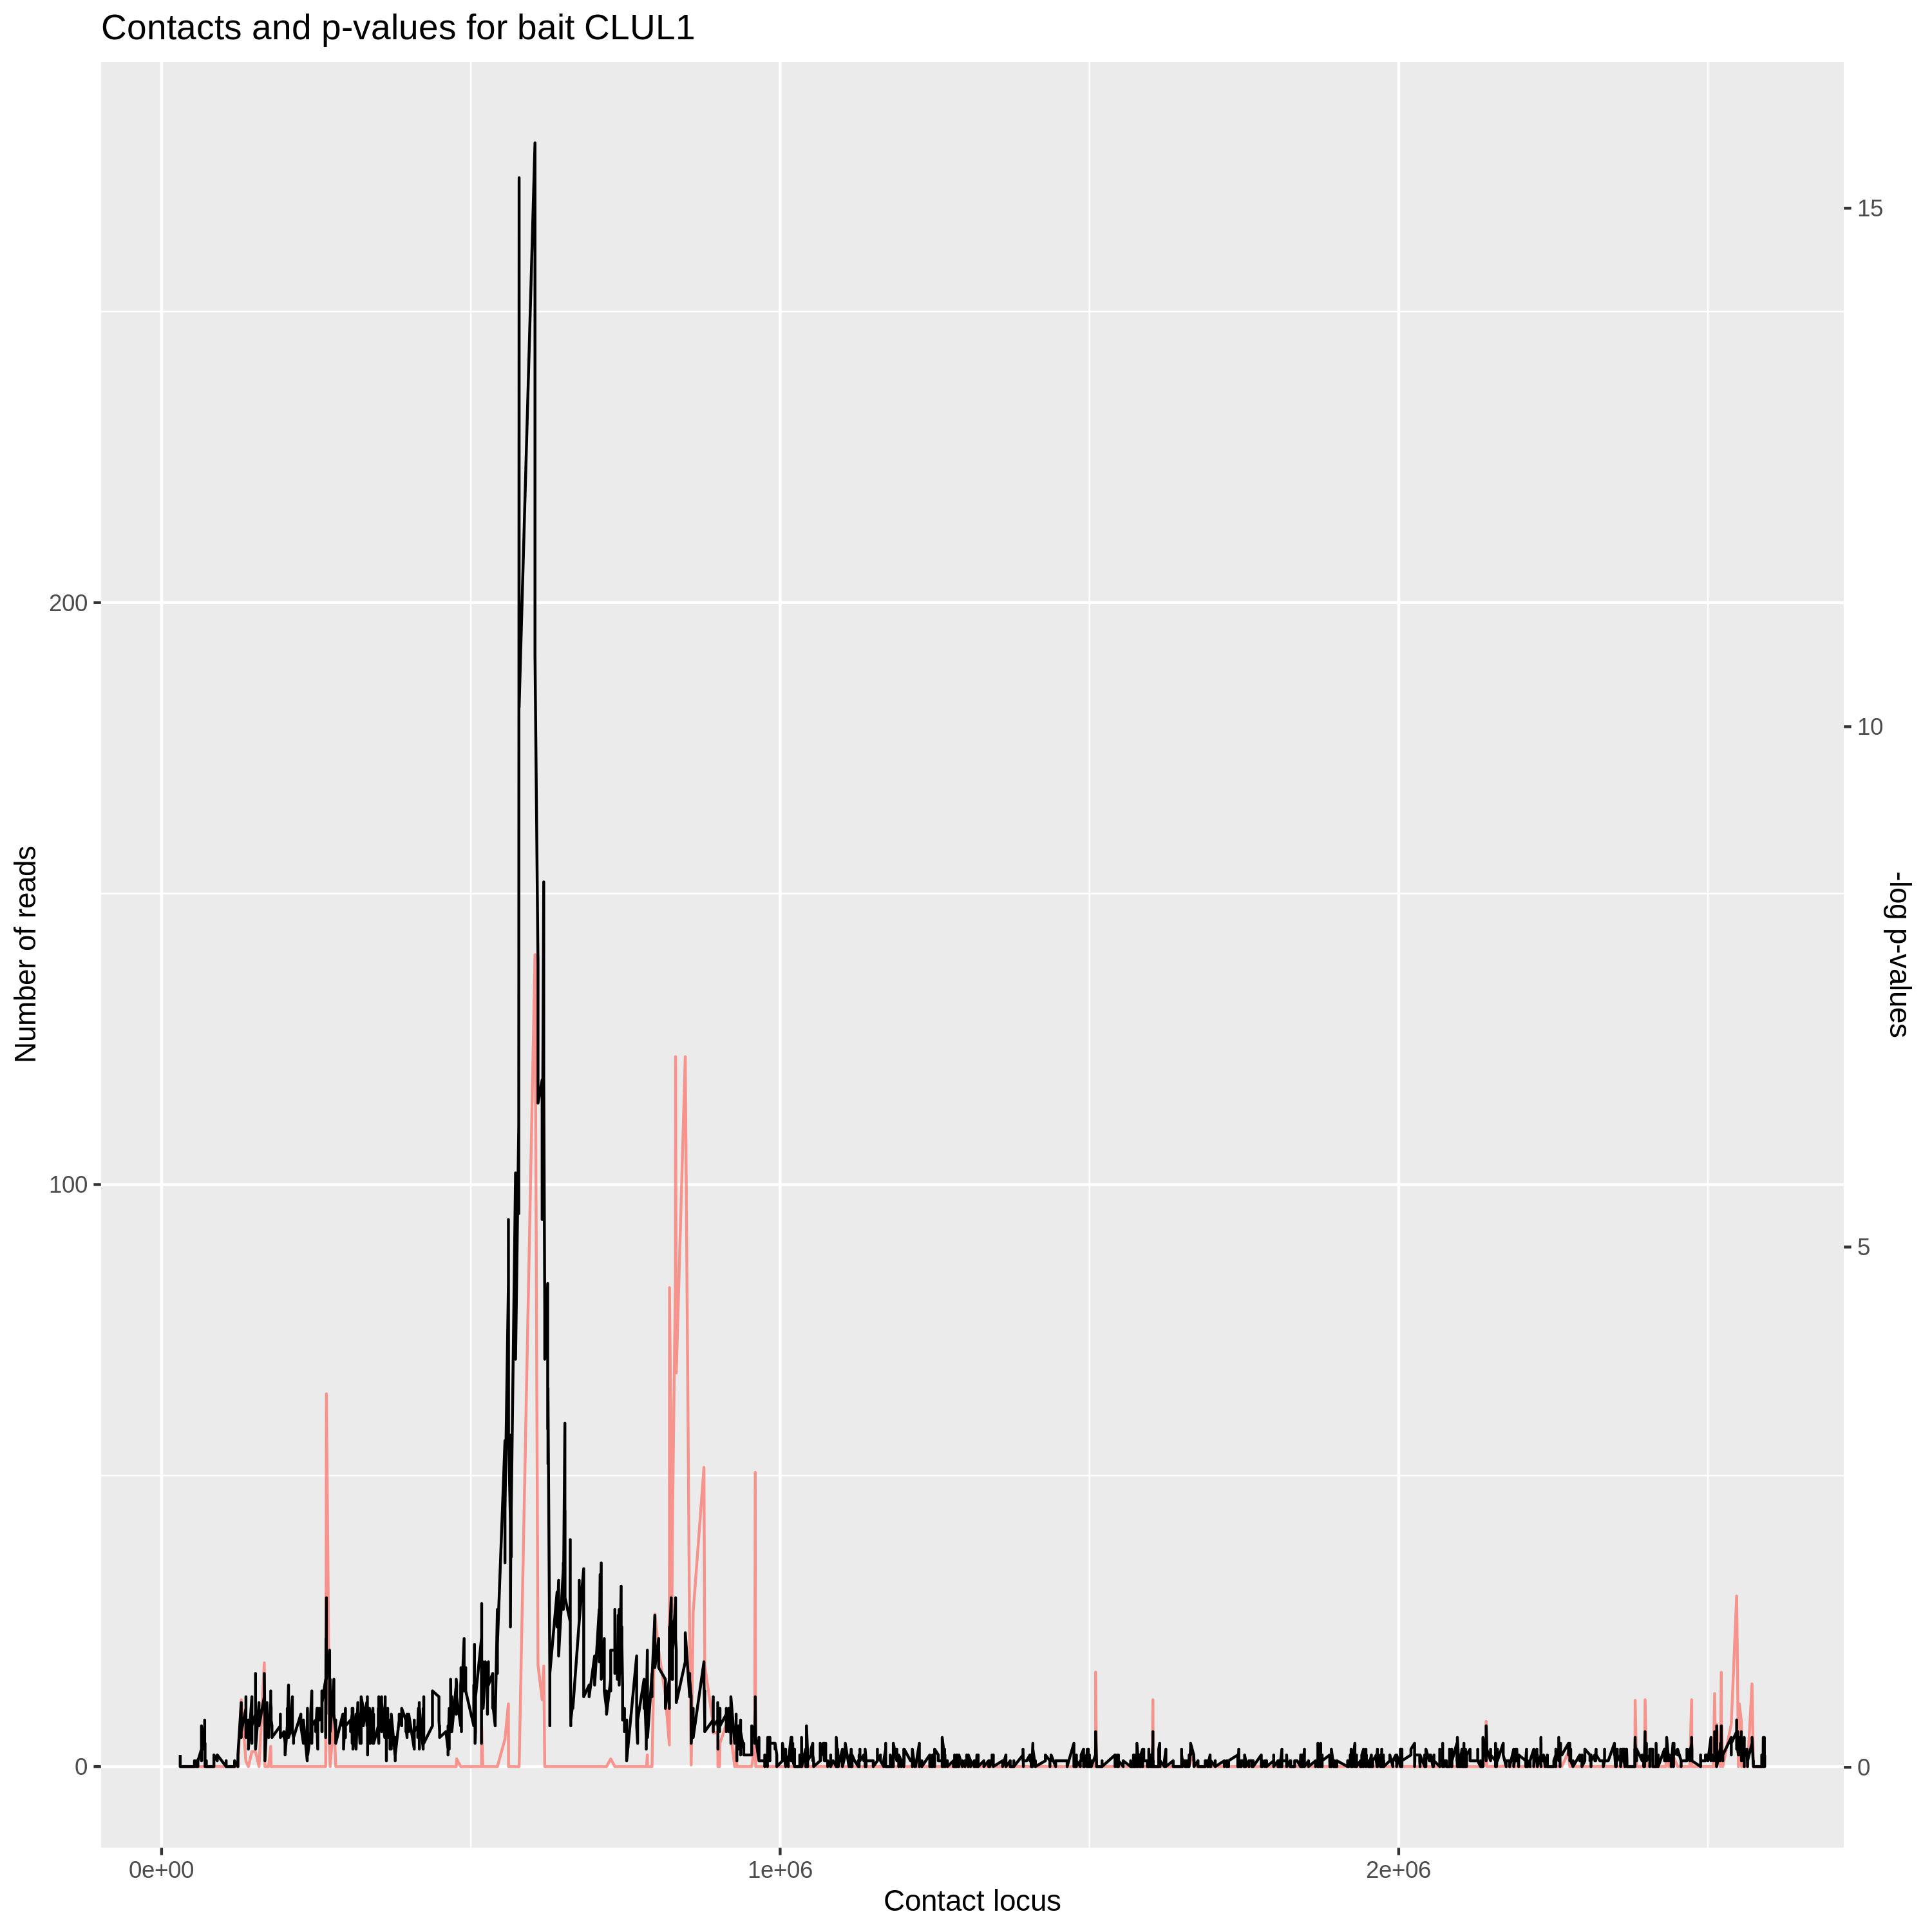 Contacts and p-values for bait CLUL1
Number of reads
200
100
0
15
10
5
0
-log p-values
0e+00
1e+06
2e+06
Contact locus